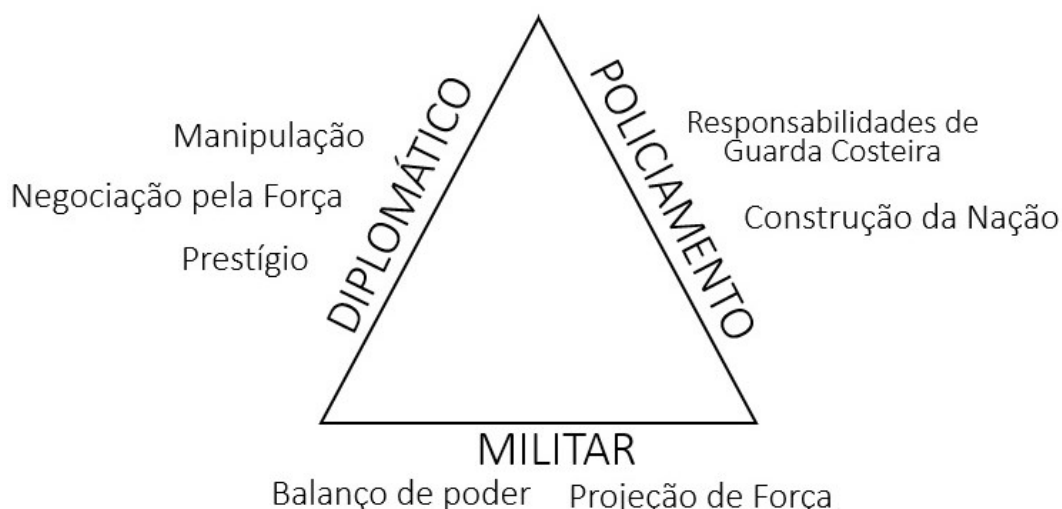 DIPLOMÁTICO
Manipulação
Negociação pela Força
Prestígio
POLICIAMENTO
Responsabilidades de
Guarda Costeira
Construção da Nação
MILITAR
Balanço de poder
Projeção de Força